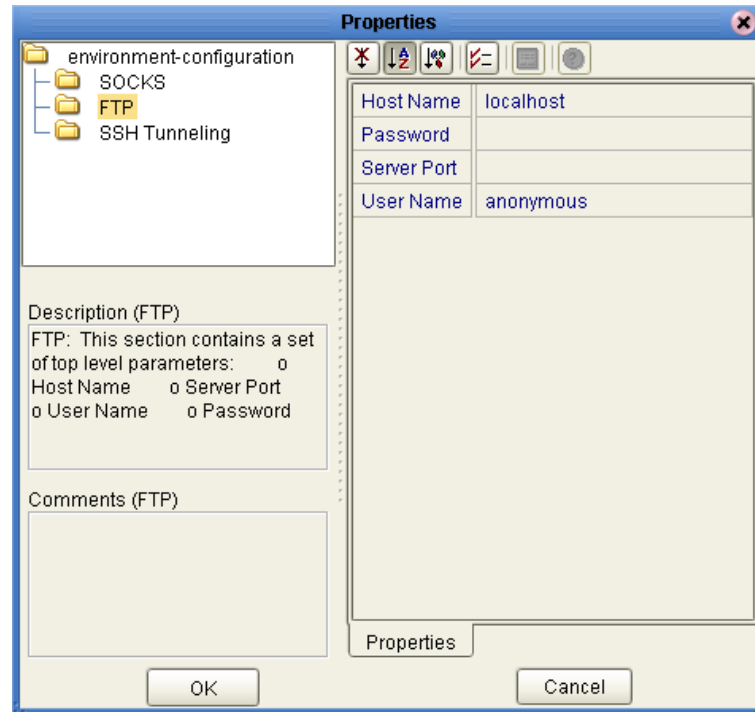 Properties
environment-configuration
SOCKS
FTP
SSH Tunneling
Description (FTP)
FTP: This section contains a set
of top level parameters: o
Host Name o Server Port
o User Name o Password
Comments (FTP)
Host Name localhost
Password
Server Port
User Name anonymous
Properties
OK Cancel